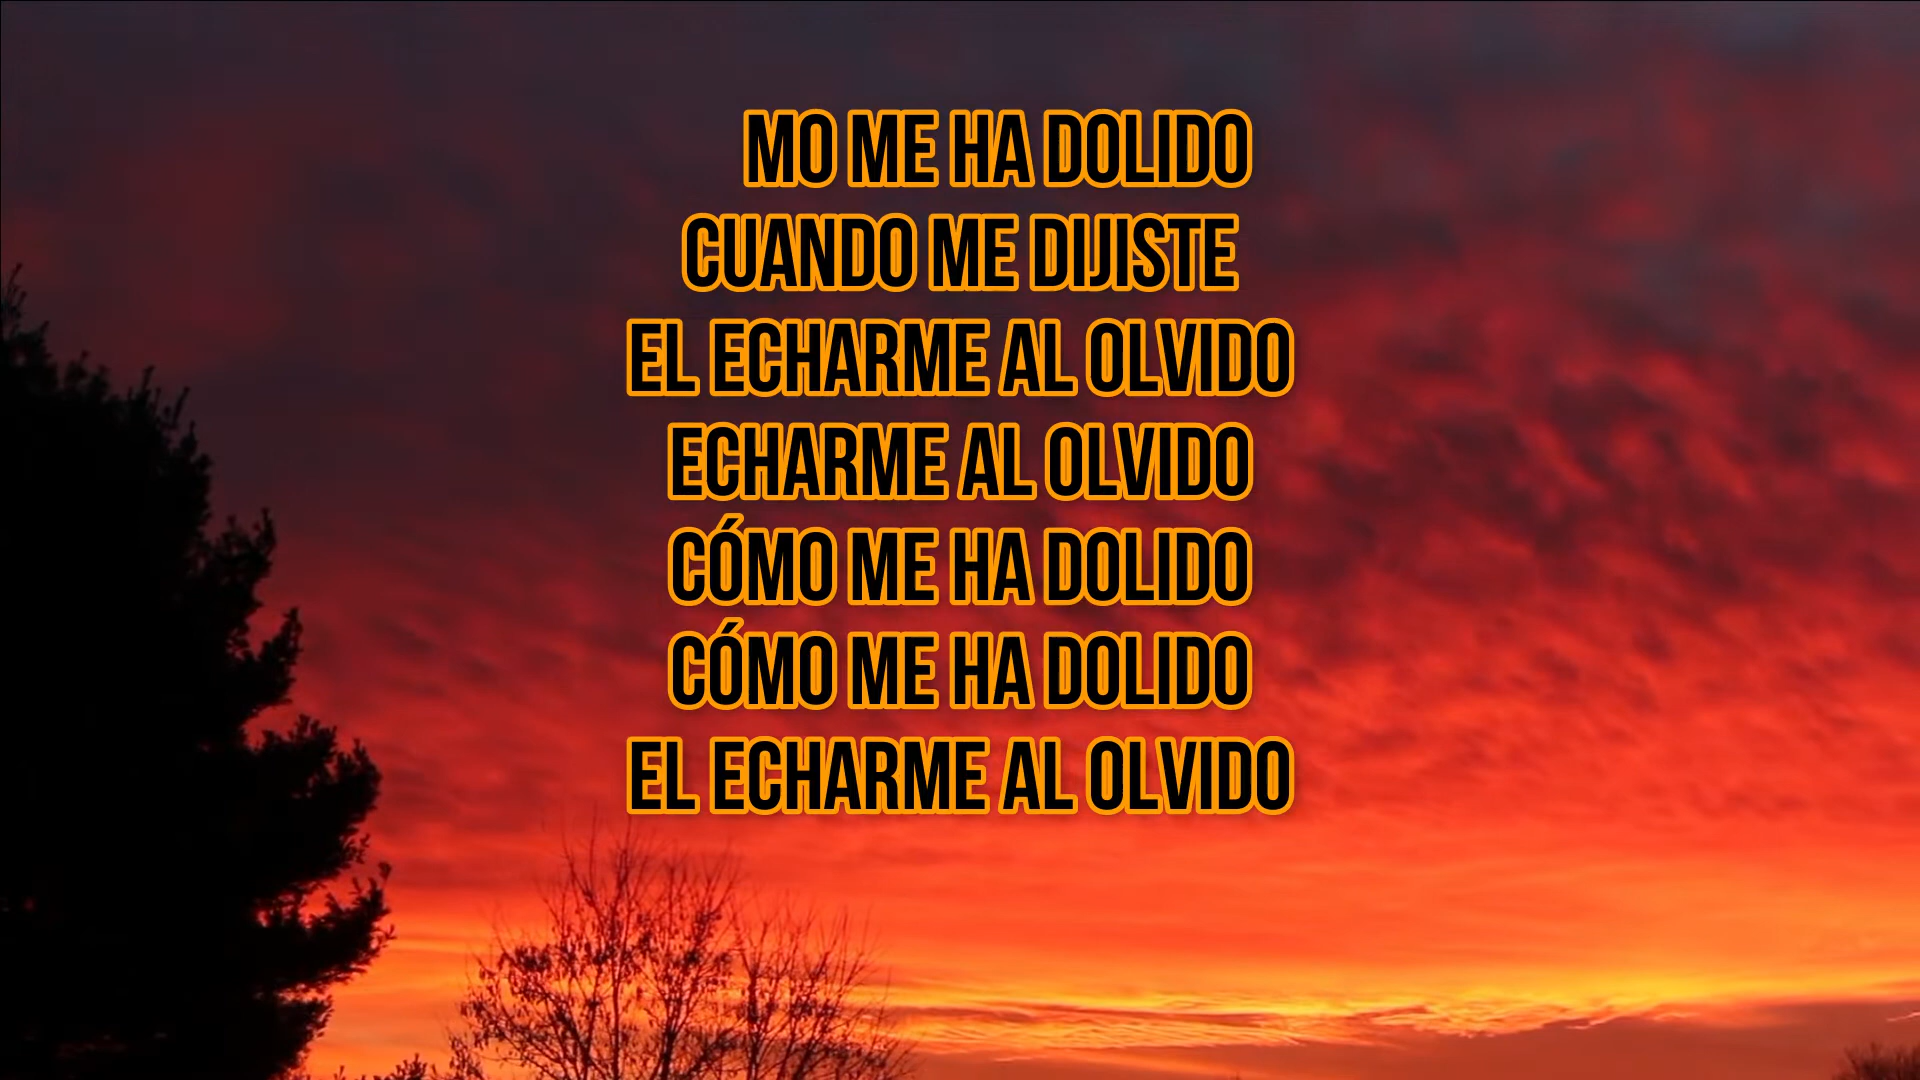 MO ME HA DOLIDO
CUANDO ME DIJISTE
EL ECHARME AL OLVIDO
ECHARME AL OLVIDO
CÓMO ME HA DOLIDO
CÓMO ME HA DOLIDO
EL ECHARME AL OLVIDO